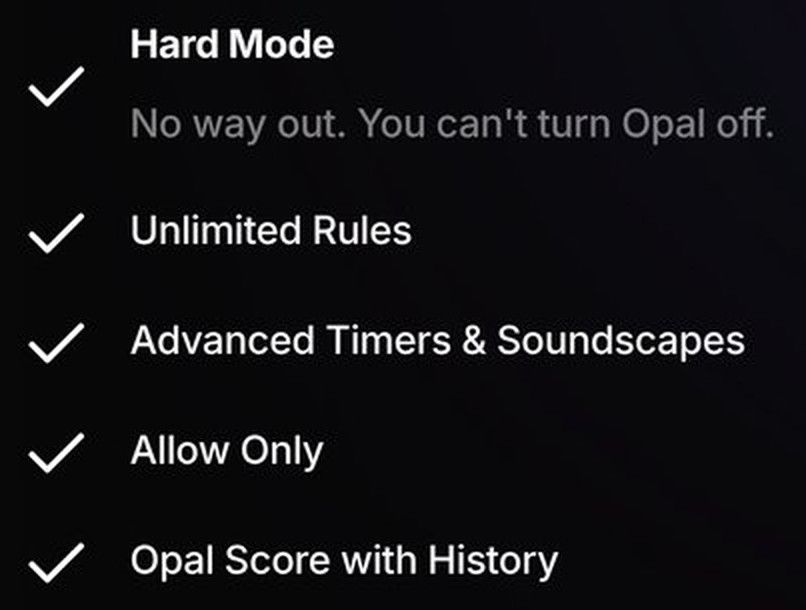 Hard Mode
No way out. You can't turn Opal off.
Unlimited Rules
Advanced Timers & Soundscapes
Allow Only
Opal Score with History